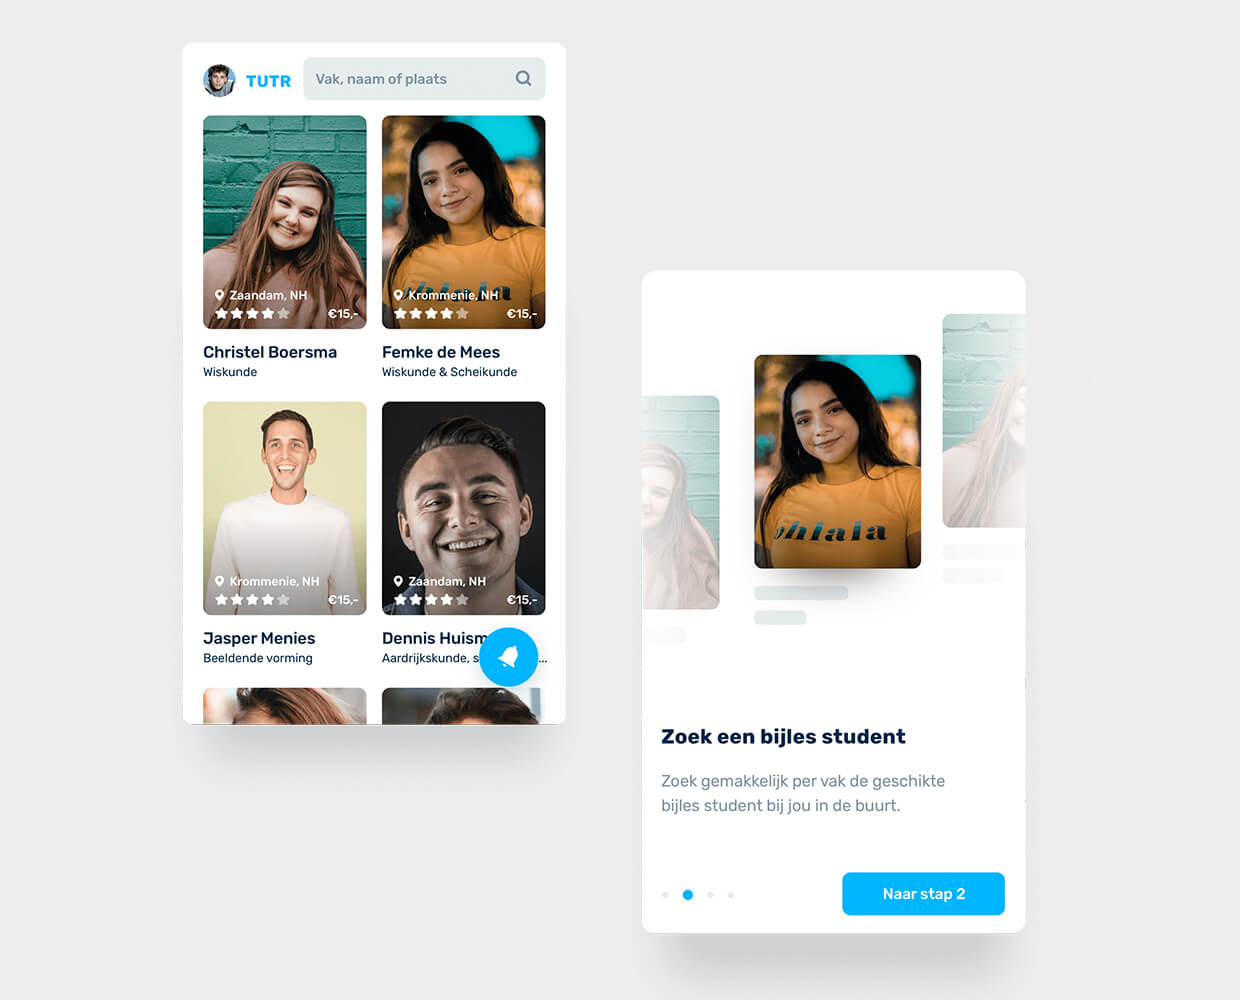 TUTR
Vak, naam of plaats
Zaandam, NH
€15,-
Krommenie, NH
€15,-
Christel Boersma
Wiskunde
Femke de Mees
Wiskunde & Scheikunde
Krommenie, NH
€15,-
Zaandam, NH
€15,-
Jasper Menies
Beeldende vorming
Dennis Huism
Aardrijkskunde, s...
ohlala
Zoek een bijles student
Zoek gemakkelijk per vak de geschikte
bijles student bij jou in de buurt.
Naar stap 2